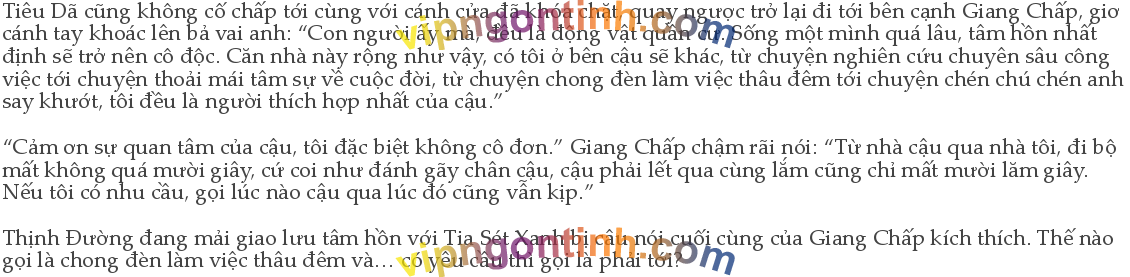 Tiêu Dã cũng không cố chấp tới cùng với cánh cửa đã khóa chặt, quay ngược trở lại đi tới bên cạnh Giang Chấp, giơ
cánh tay khoác lên bả vai anh: “Con người ấy mà, đều là động vật quần cư. Sống một mình quá lâu, tâm hồn nhất
định sẽ trở nên cô độc. Căn nhà này rộng như vậy, có tôi ở bên cậu sẽ khác, từ chuyện nghiên cứu chuyên sâu công
việc tới chuyện thoải mái tâm sự về cuộc đời, từ chuyện chong đèn làm việc thâu đêm tới chuyện chén chú chén anh
say khướt, tôi đều là người thích hợp nhất của cậu.”
“Cảm ơn sự quan tâm của cậu, tôi đặc biệt không cô đơn.” Giang Chấp chậm rãi nói: “Từ nhà cậu qua nhà tôi, đi bộ
mất không quá mười giây, cứ coi như đánh gãy chân cậu, cậu phải lết qua cùng lắm cũng chỉ mất mười lăm giây.
Nếu tôi có nhu cầu, gọi lúc nào cậu qua lúc đó cũng vẫn kịp.”
Thịnh Đường đang mải giao lưu tâm hồn với Tia Sét Xanh bị câu nói cuối cùng của Giang Chấp kích thích. Thế nào
gọi là chong đèn làm việc thâu đêm và… có yêu cầu thì gọi là phải tới?
vipngontinh.com
vipngontinh.com